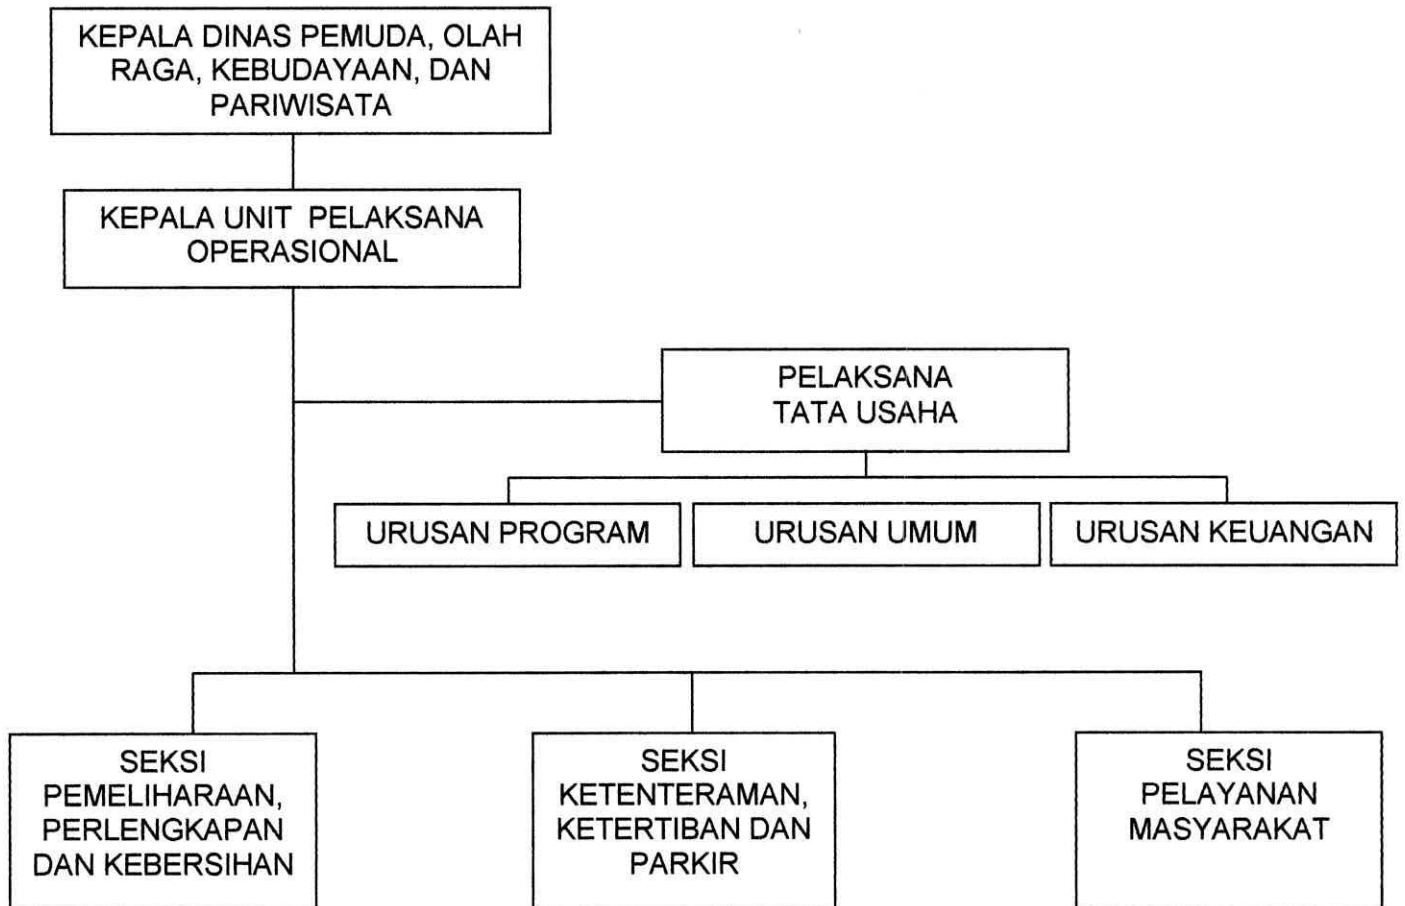 KEPALA DINAS PEMUDA, OLAH
RAGA, KEBUDAYAAN, DAN
PARIWISATA
KEPALA UNIT PELAKSANA
OPERASIONAL
PELAKSANA
TATA USAHA
URUSAN PROGRAM
URUSAN UMUM
URUSAN KEUANGAN
SEKSI
PEMELIHARAAN,
PERLENGKAPAN
DAN KEBERSIHAN
SEKSI
KETENTERAMAN,
KETERTIBAN DAN
PARKIR
SEKSI
PELAYANAN
MASYARAKAT